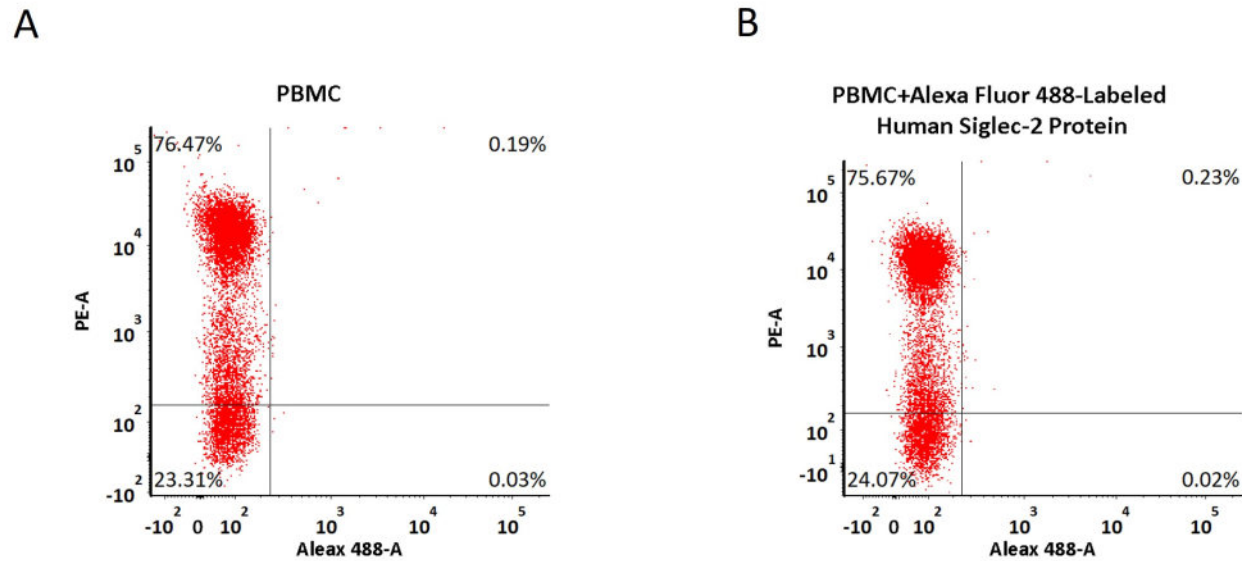 A
PBMC
76.47%
0.19%
10^5
10^4
10^3
10^2
-10^2
PE-A
23.31%
0.03%
-10^2 0 10^2 10^3 10^4 10^5
Aleax 488-A
B
PBMC+Alexa Fluor 488-Labeled
Human Siglec-2 Protein
75.67%
0.23%
10^5
10^4
10^3
10^2
-10^1
PE-A
24.07%
0.02%
-10^2 0 10^2 10^3 10^4 10^5
Aleax 488-A